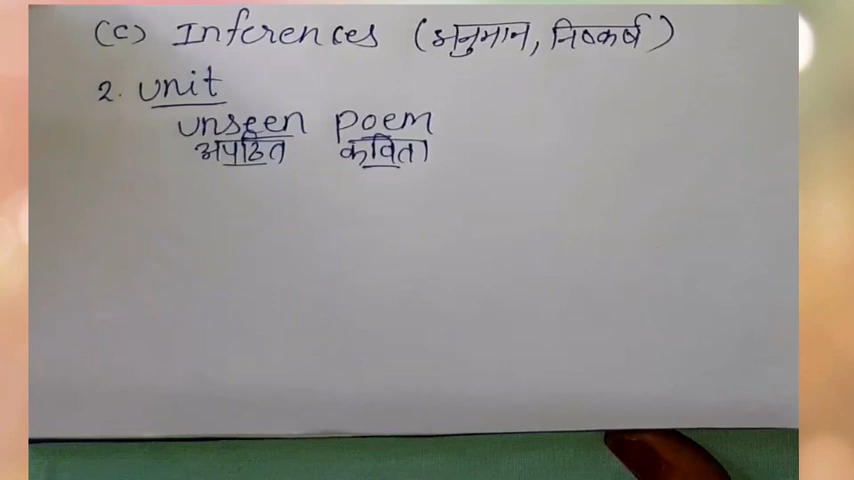 (c) Inferences (अनुमान, निष्कर्ष)
2. unit
unseen poem
अपठित कविता